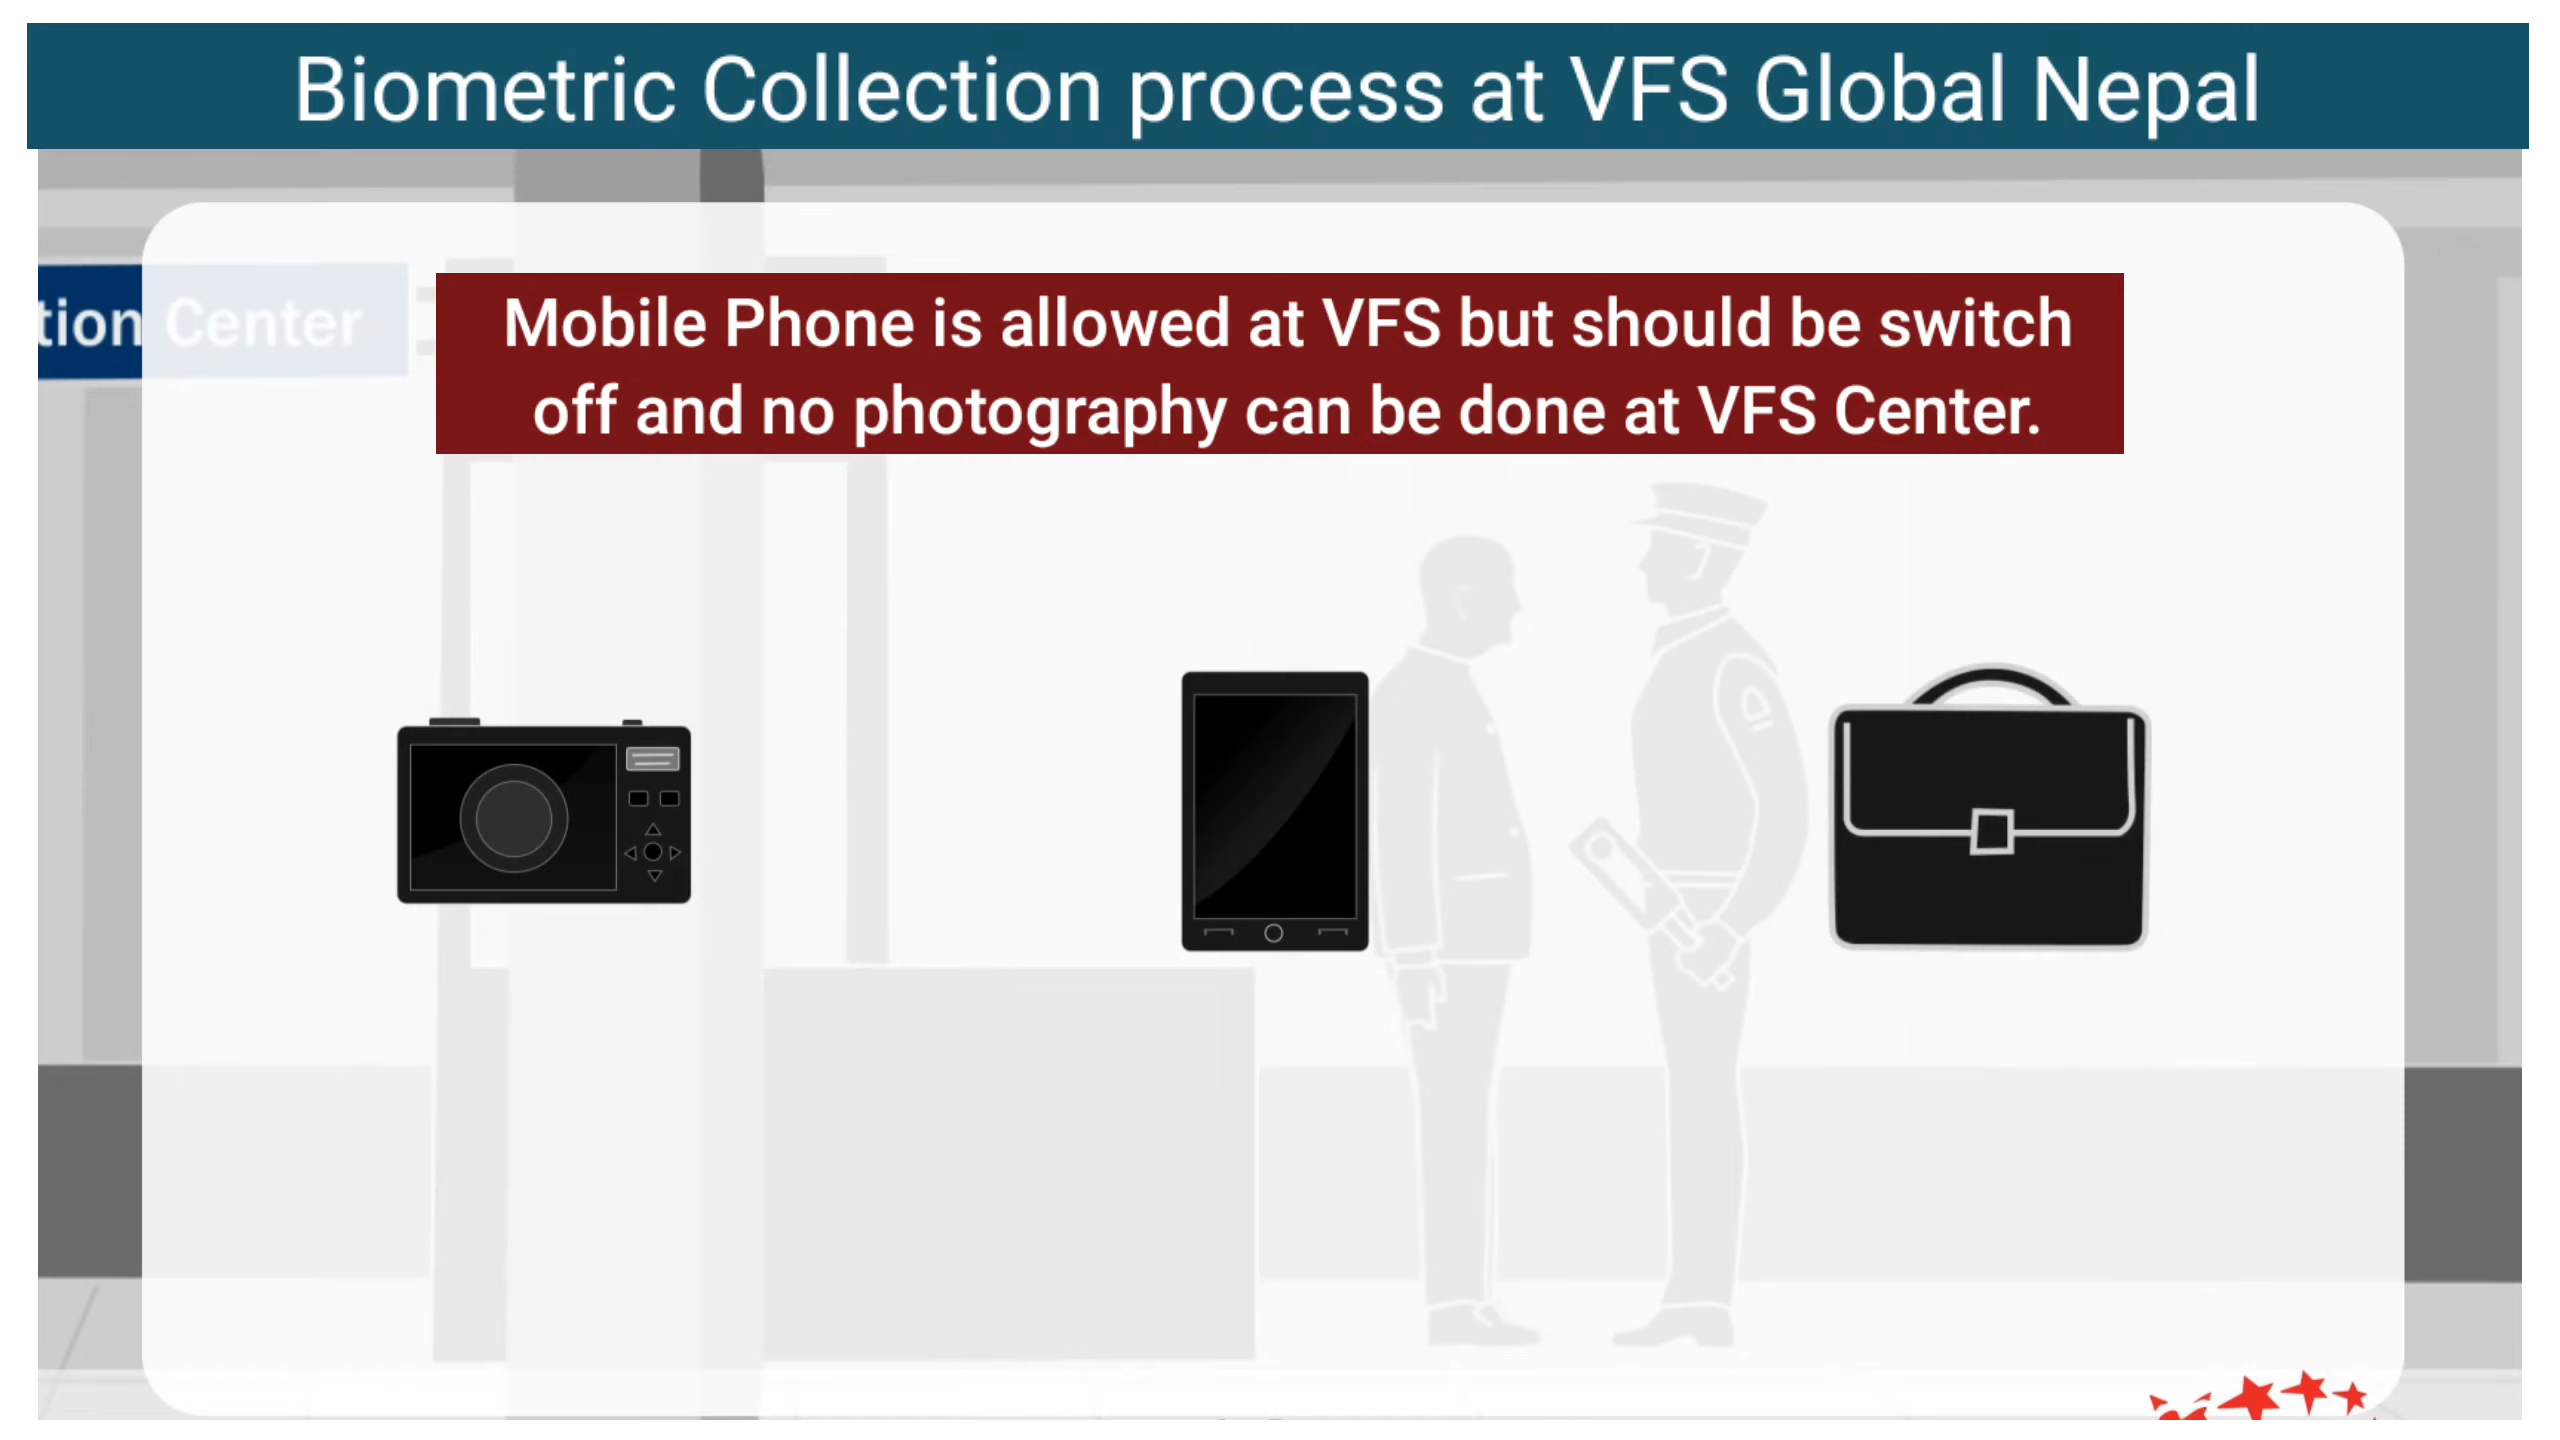 Biometric Collection process at VFS Global Nepal
tion Center
Mobile Phone is allowed at VFS but should be switch
off and no photography can be done at VFS Center.